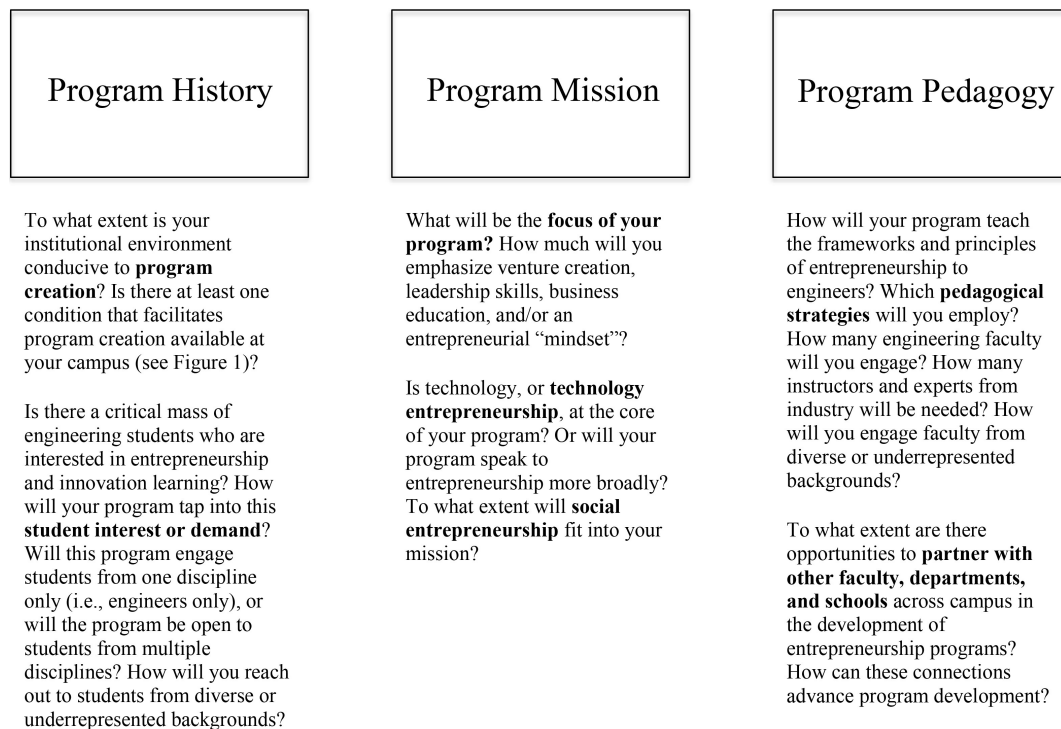 Program History
To what extent is your
institutional environment
conducive to program
creation? Is there at least one
condition that facilitates
program creation available at
your campus (see Figure 1)?
Is there a critical mass of
engineering students who are
interested in entrepreneurship
and innovation learning? How
will your program tap into this
student interest or demand?
Will this program engage
students from one discipline
only (i.e., engineers only), or
will the program be open to
students from multiple
disciplines? How will you reach
out to students from diverse or
underrepresented backgrounds?
Program Mission
What will be the focus of your
program? How much will you
emphasize venture creation,
leadership skills, business
education, and/or an
entrepreneurial “mindset”?
Is technology, or technology
entrepreneurship, at the core
of your program? Or will your
program speak to
entrepreneurship more broadly?
To what extent will social
entrepreneurship fit into your
mission?
Program Pedagogy
How will your program teach
the frameworks and principles
of entrepreneurship to
engineers? Which pedagogical
strategies will you employ?
How many engineering faculty
will you engage? How many
instructors and experts from
industry will be needed? How
will you engage faculty from
diverse or underrepresented
backgrounds?
To what extent are there
opportunities to partner with
other faculty, departments,
and schools across campus in
the development of
entrepreneurship programs?
How can these connections
advance program development?